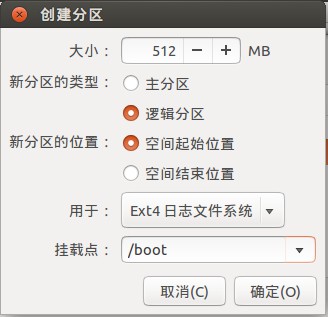 创建分区
大小： 512 − + MB
新分区的类型： 主分区
逻辑分区
新分区的位置： 空间起始位置
空间结束位置
用于： Ext4 日志文件系统
挂载点： /boot
取消(C) 确定(O)